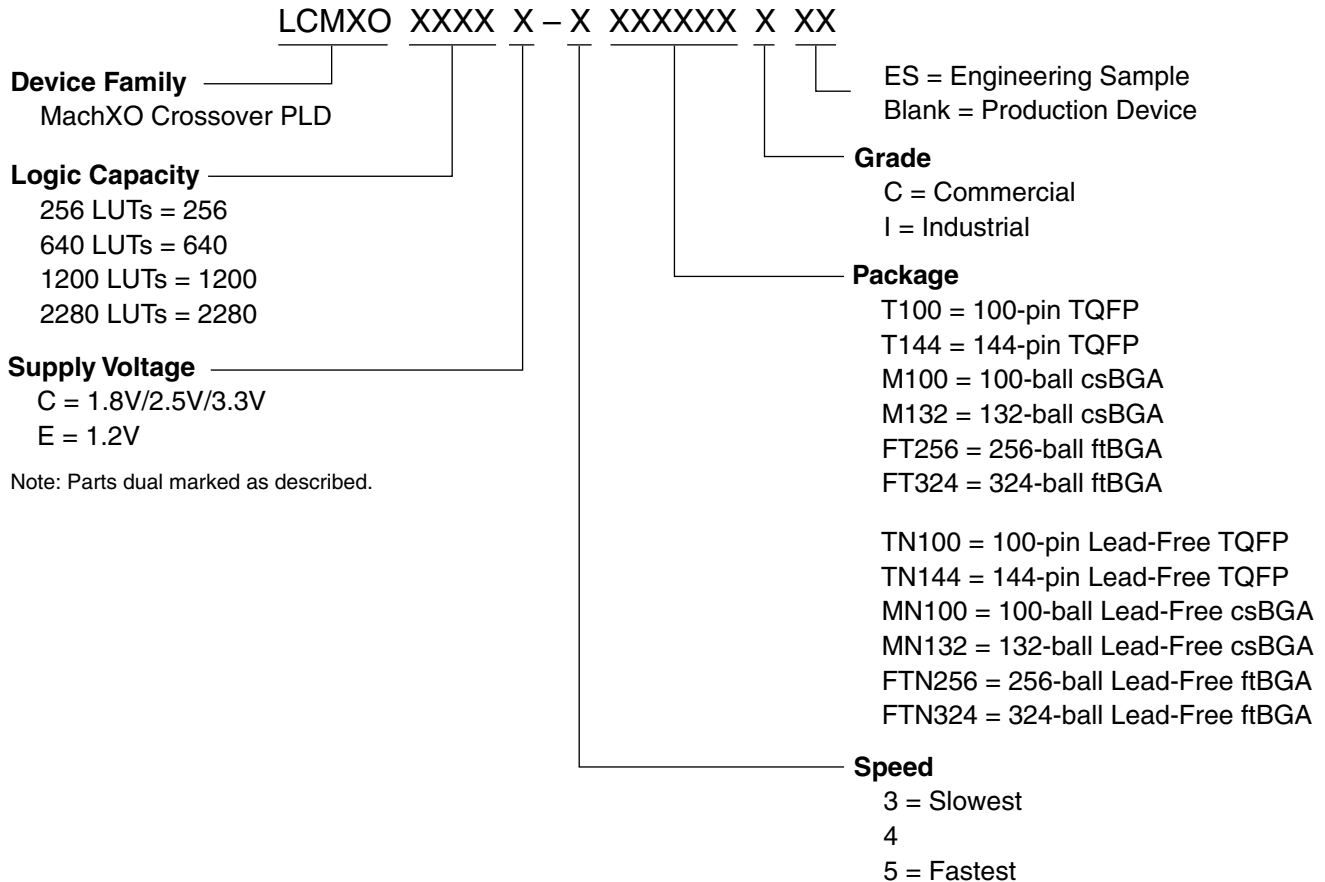 LCMXO XXXX X – X XXXXXX X XX
Device Family
MachXO Crossover PLD
Logic Capacity
256 LUTs = 256
640 LUTs = 640
1200 LUTs = 1200
2280 LUTs = 2280
Supply Voltage
C = 1.8V/2.5V/3.3V
E = 1.2V
Note: Parts dual marked as described.
ES = Engineering Sample
Blank = Production Device
Grade
C = Commercial
I = Industrial
Package
T100 = 100-pin TQFP
T144 = 144-pin TQFP
M100 = 100-ball csBGA
M132 = 132-ball csBGA
FT256 = 256-ball ftBGA
FT324 = 324-ball ftBGA
TN100 = 100-pin Lead-Free TQFP
TN144 = 144-pin Lead-Free TQFP
MN100 = 100-ball Lead-Free csBGA
MN132 = 132-ball Lead-Free csBGA
FTN256 = 256-ball Lead-Free ftBGA
FTN324 = 324-ball Lead-Free ftBGA
Speed
3 = Slowest
4
5 = Fastest